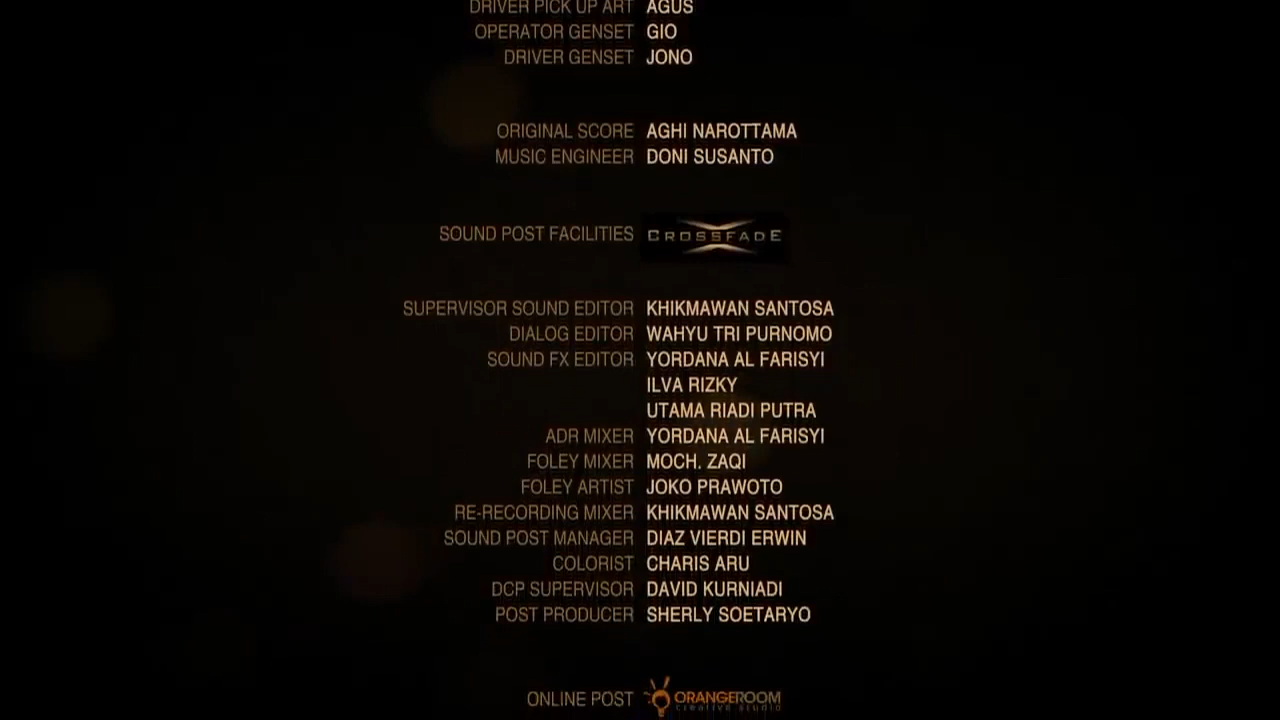 DRIVER PICK UP ART AGUS
OPERATOR GENSET GIO
DRIVER GENSET JONO
ORIGINAL SCORE AGHI NAROTTAMA
MUSIC ENGINEER DONI SUSANTO
SOUND POST FACILITIES CROSSFADE
SUPERVISOR SOUND EDITOR KHIKMAWAN SANTOSA
DIALOG EDITOR WAHYU TRI PURNOMO
SOUND FX EDITOR YORDANA AL FARISYI
ILVA RIZKY
UTAMA RIADI PUTRA
ADR MIXER YORDANA AL FARISYI
FOLEY MIXER MOCH. ZAQI
FOLEY ARTIST JOKO PRAWOTO
RE-RECORDING MIXER KHIKMAWAN SANTOSA
SOUND POST MANAGER DIAZ VIERDI ERWIN
COLORIST CHARIS ARU
DCP SUPERVISOR DAVID KURNIADI
POST PRODUCER SHERLY SOETARYO
ONLINE POST ORANGEROOM
creative studio